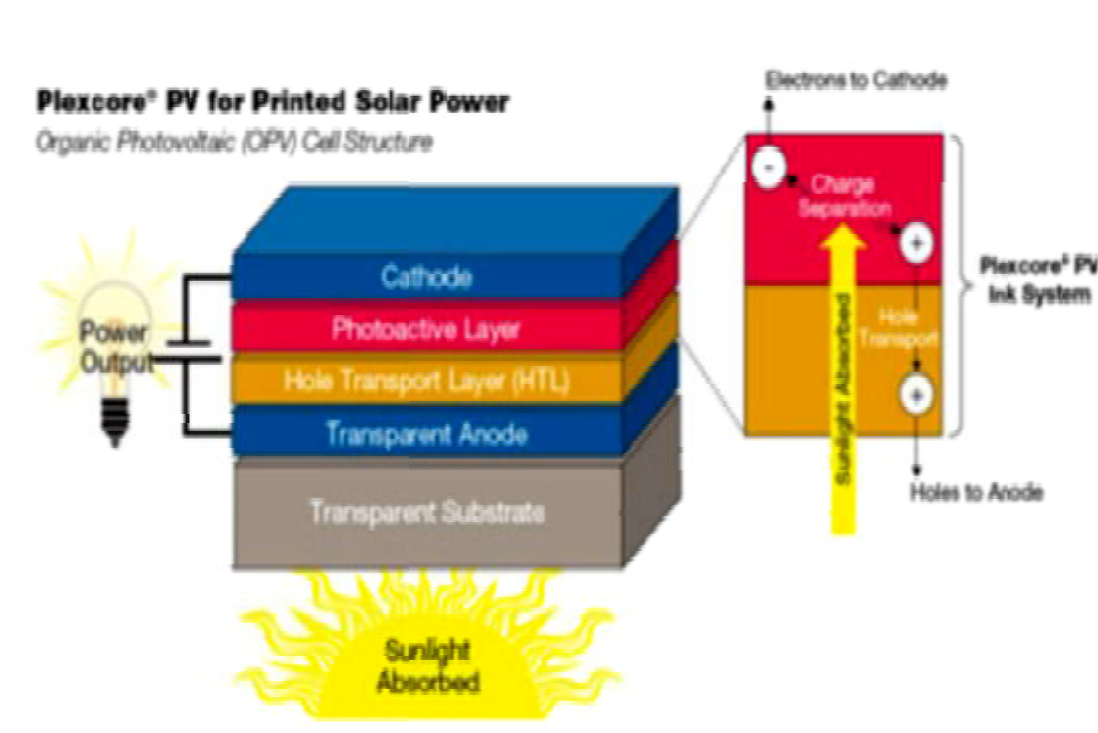 Plexcore® PV for Printed Solar Power
Organic Photovoltaic (OPV) Cell Structure
Power
Output
Cathode
Photoactive Layer
Hole Transport Layer (HTL)
Transparent Anode
Transparent Substrate
Sunlight
Absorbed
Electrons to Cathode
-
Charge
Separation
+
Hole
Transport
+
Sunlight Absorbed
Holes to Anode
Plexcore® PV
Ink System